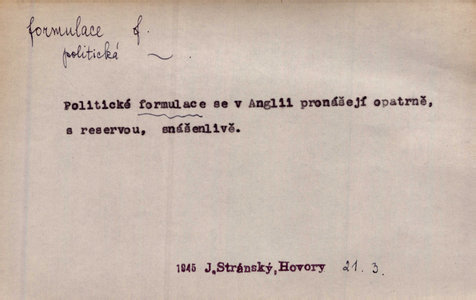 formulace f.
politická ~.
Politické formulace se v Anglii pronášejí opatrně,
s reservou, snášenlivě.
1945 J.Stránský,Hovory 21. 3.